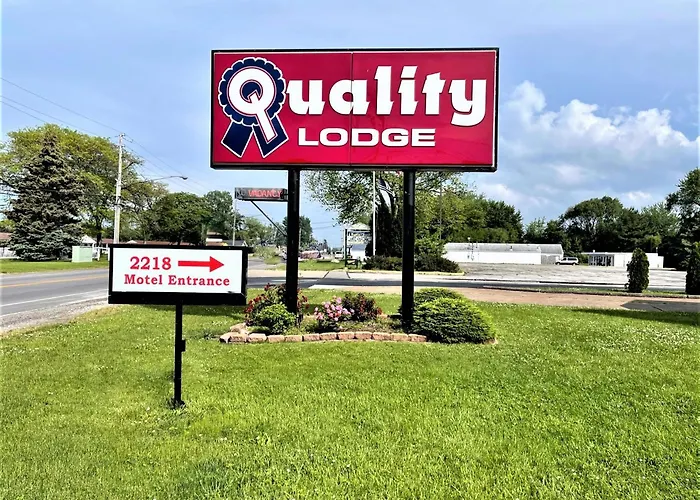 Quality
LODGE
VACANCY
2218
Motel Entrance